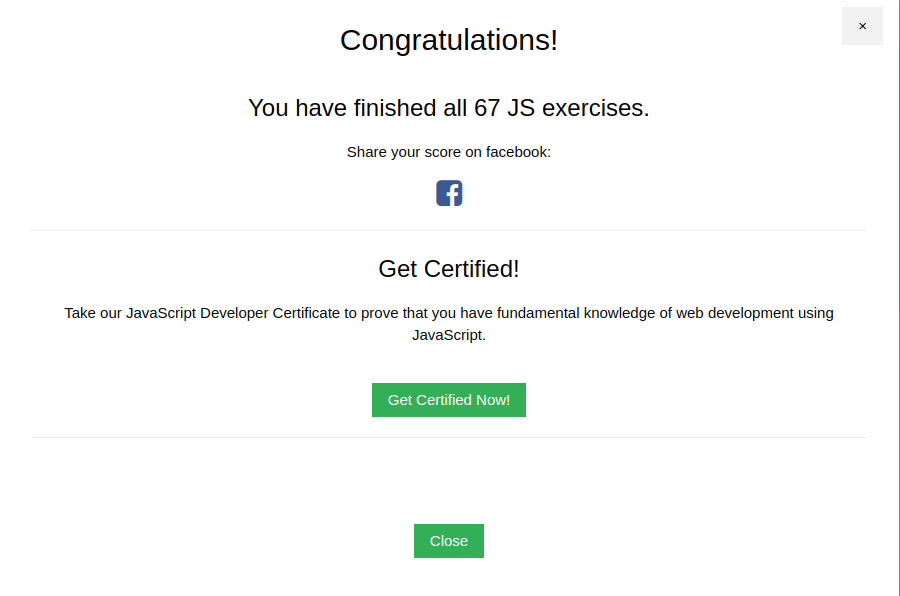 ×
Congratulations!
You have finished all 67 JS exercises.
Share your score on facebook:
Get Certified!
Take our JavaScript Developer Certificate to prove that you have fundamental knowledge of web development using
JavaScript.
Get Certified Now!
Close